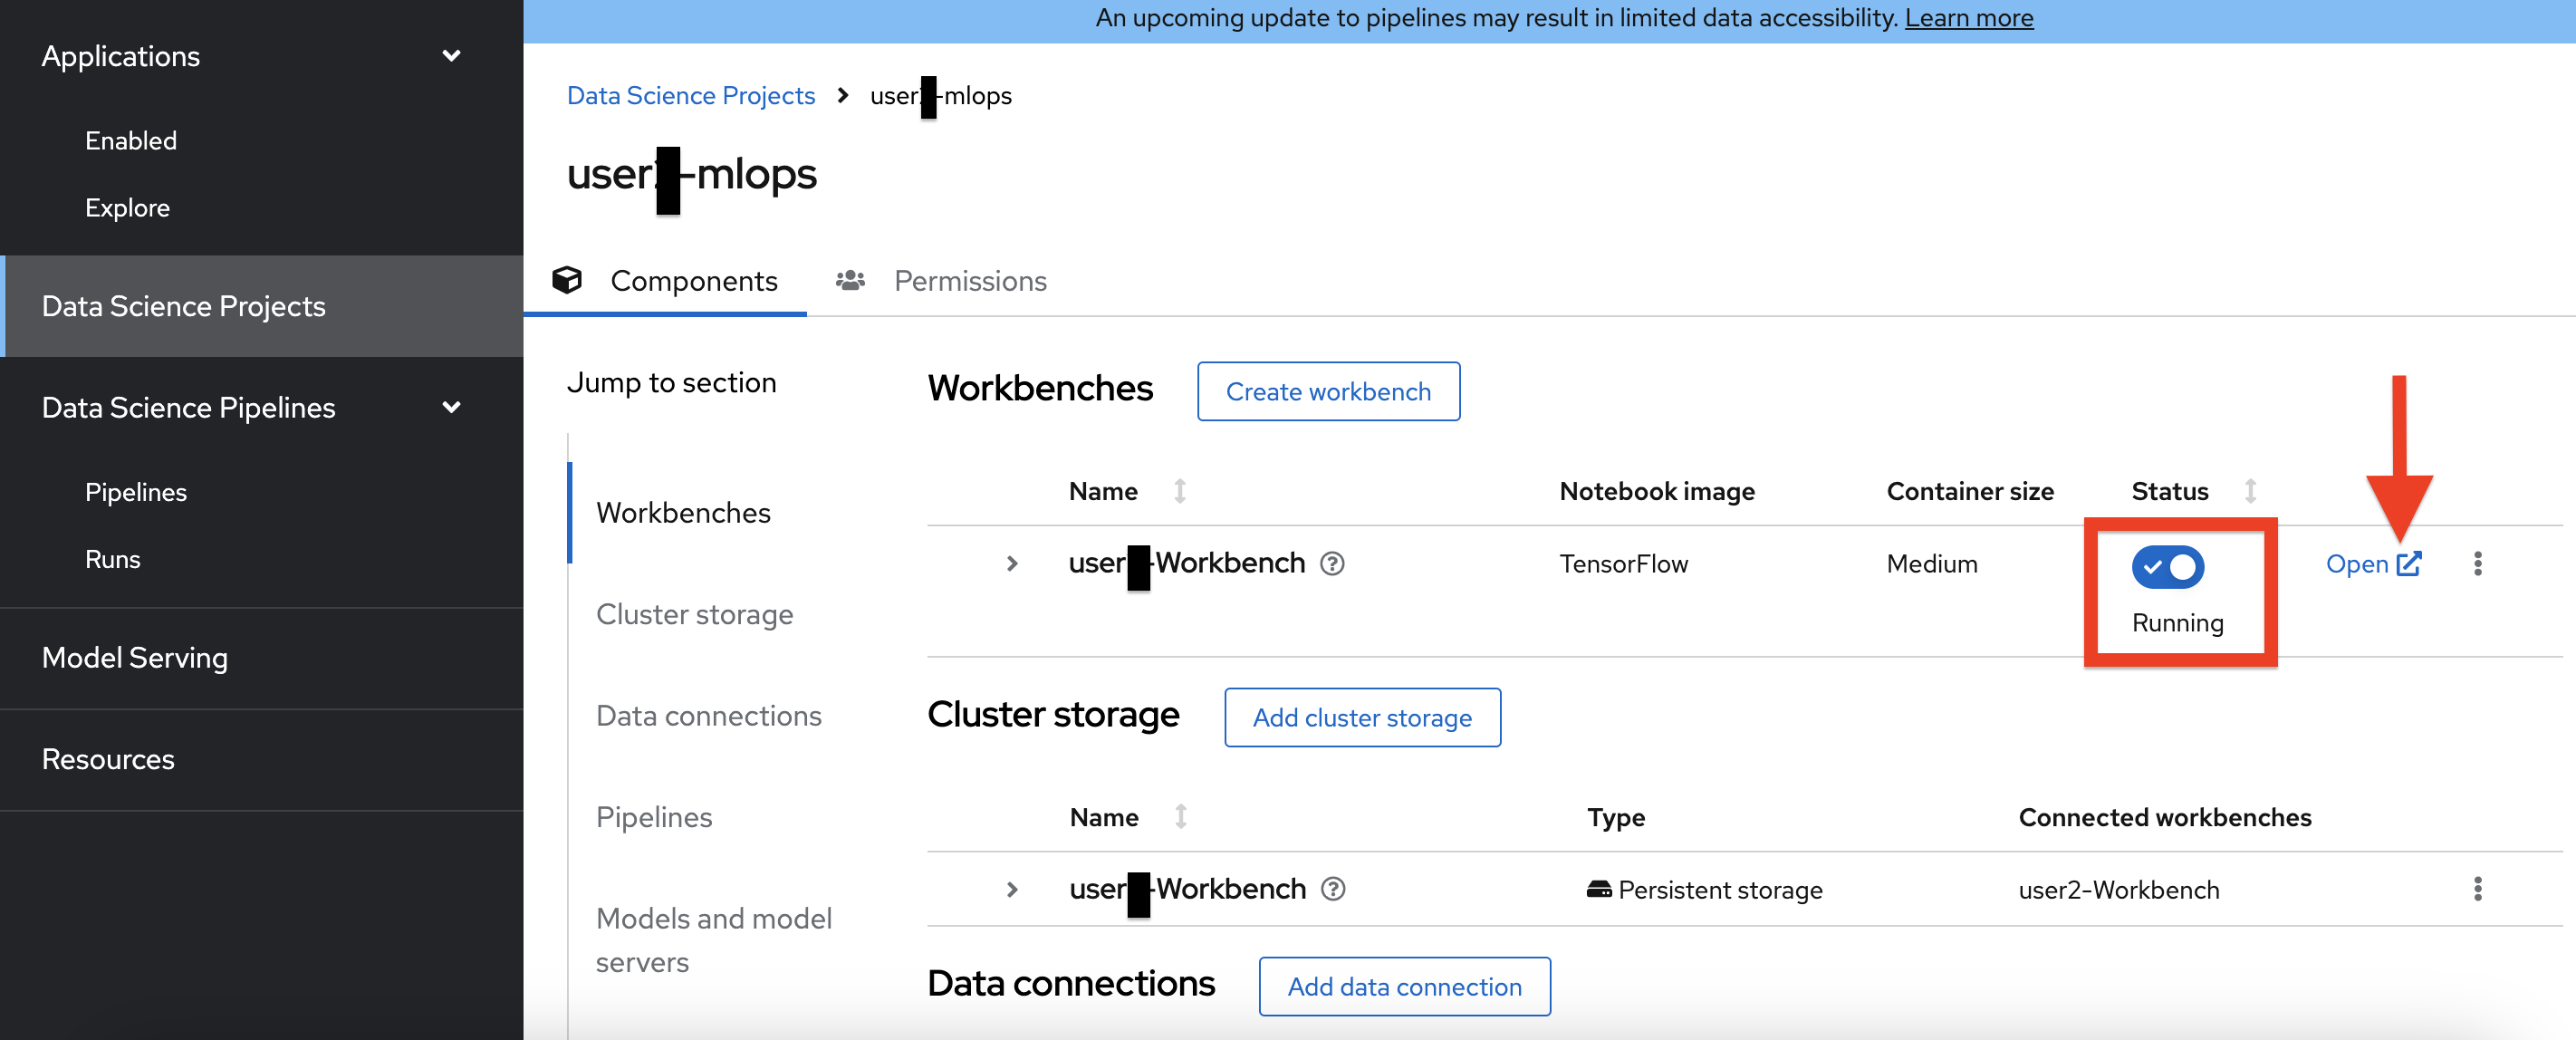 An upcoming update to pipelines may result in limited data accessibility. Learn more
Applications
Enabled
Explore
Data Science Projects
Data Science Pipelines
Pipelines
Runs
Model Serving
Resources
Data Science Projects > user -mlops
user -mlops
Components Permissions
Jump to section
Workbenches
Cluster storage
Data connections
Pipelines
Models and model
servers
Workbenches Create workbench
Name Notebook image Container size Status
user -Workbench TensorFlow Medium Open
Running
Cluster storage Add cluster storage
Name Type Connected workbenches
user -Workbench Persistent storage user2-Workbench
Data connections Add data connection